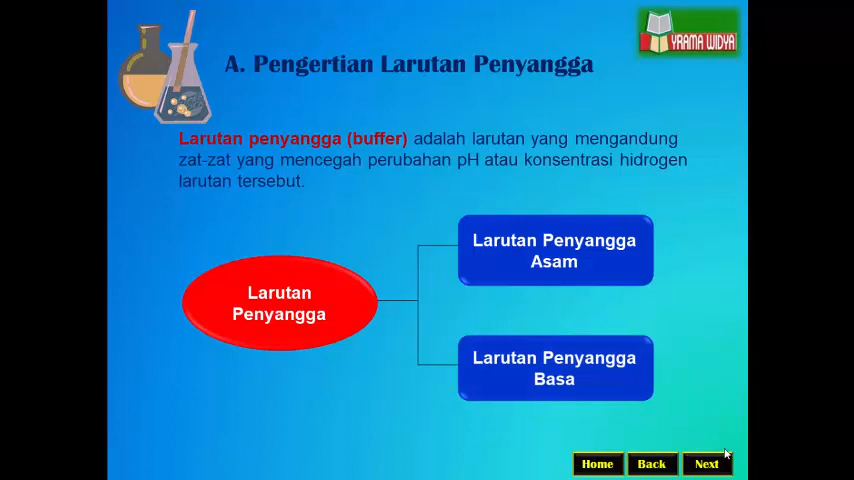 YRAMA WIDYA
A. Pengertian Larutan Penyangga
Larutan penyangga (buffer) adalah larutan yang mengandung
zat-zat yang mencegah perubahan pH atau konsentrasi hidrogen
larutan tersebut.
Larutan Penyangga
Asam
Larutan
Penyangga
Larutan Penyangga
Basa
Home
Back
Next